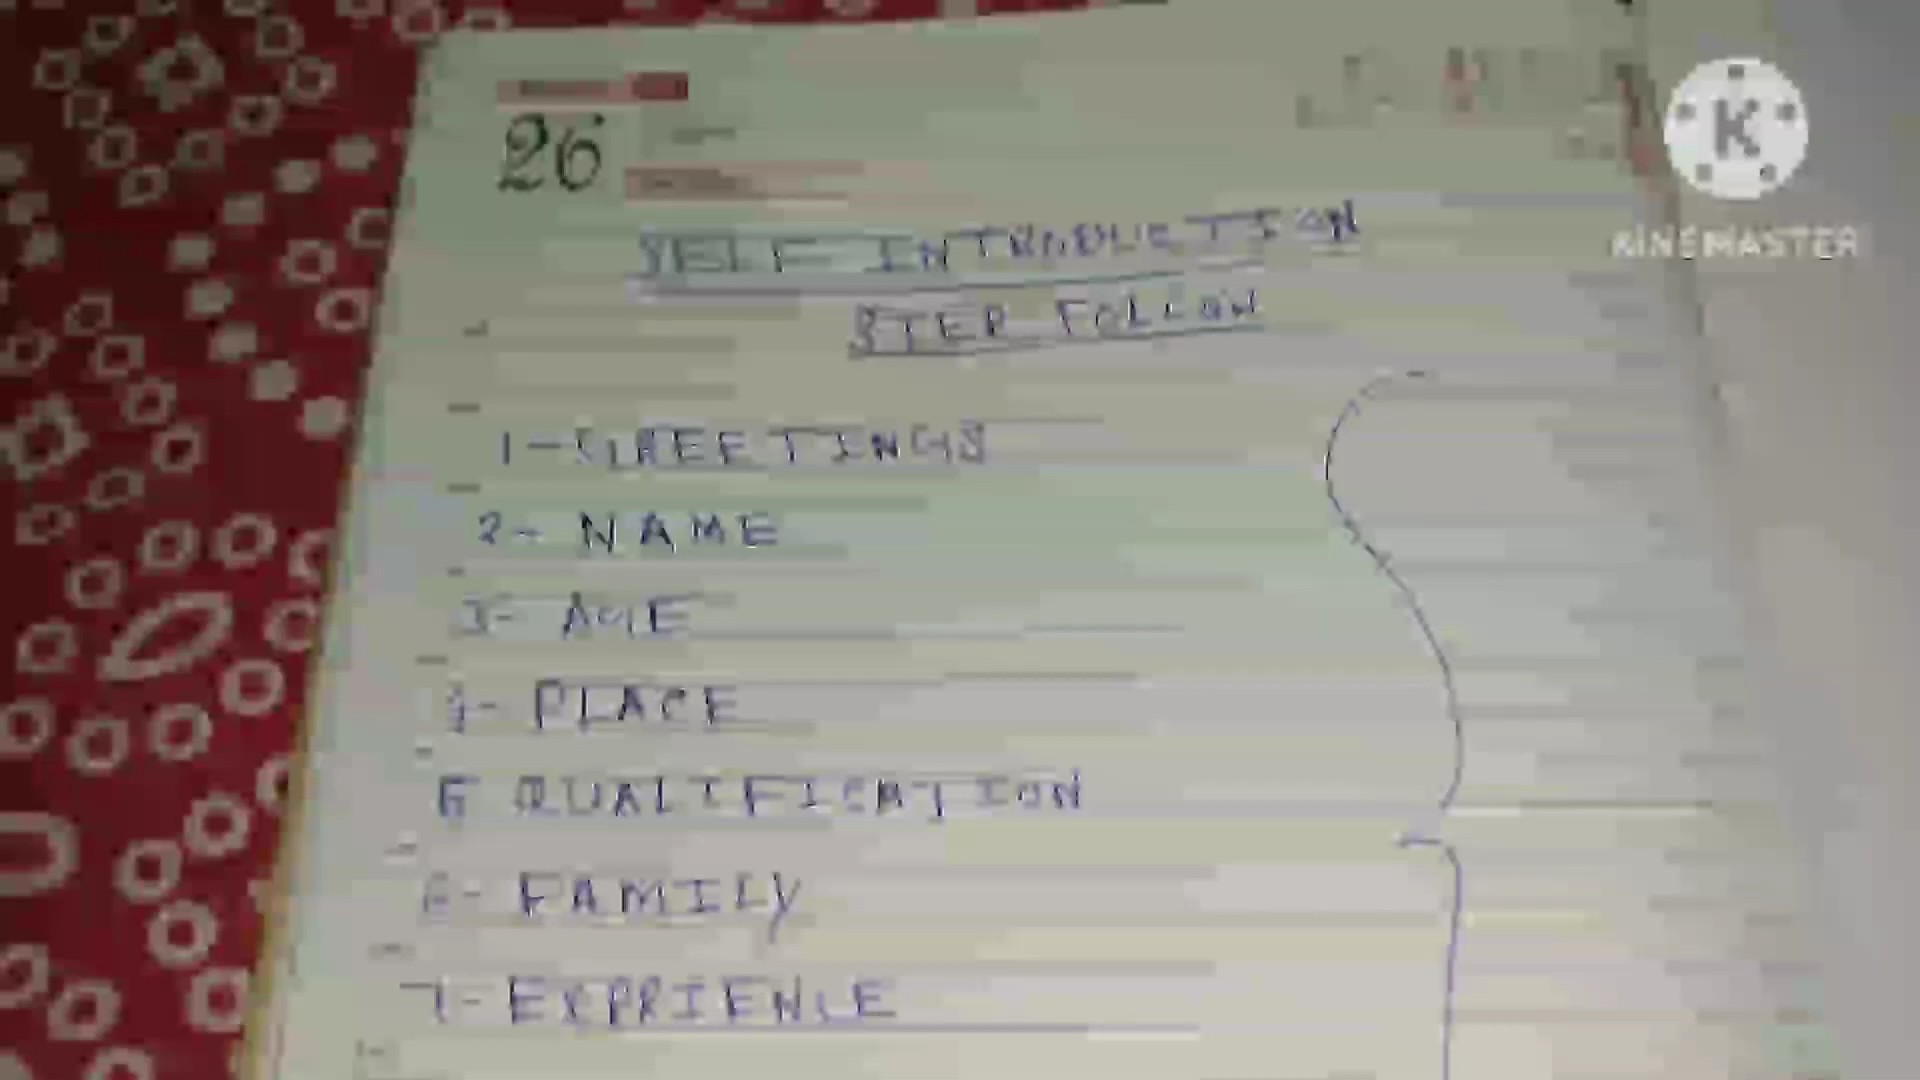 26
KINEMASTER
SELF INTRODUCTION
STEP FOLLOW
1- GREETINGS
2- NAME
3- AGE
4- PLACE
5 QUALIFICATION
6- FAMILY
7- EXPRIENCE